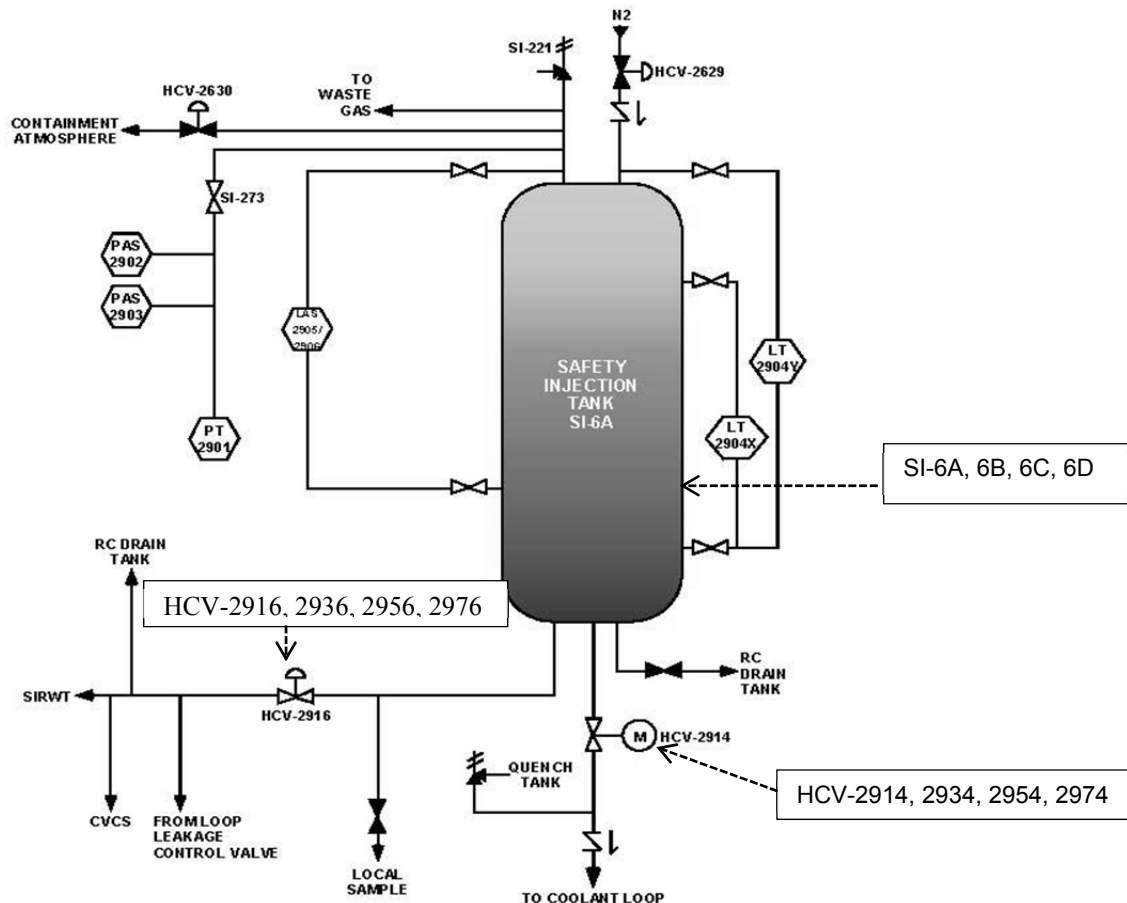 N2
SI-221
HCV-2629
TO
WASTE
GAS
HCV-2630
CONTAINMENT
ATMOSPHERE
SI-273
PAS
2902
PAS
2903
LAS
2905/
2906
PT
2901
SAFETY
INJECTION
TANK
SI-6A
LT
2904Y
LT
2904X
SI-6A, 6B, 6C, 6D
RC DRAIN
TANK
HCV-2916, 2936, 2956, 2976
SIRWT
HCV-2916
RC
DRAIN
TANK
M
HCV-2914
QUENCH
TANK
HCV-2914, 2934, 2954, 2974
CVCS
FROM LOOP
LEAKAGE
CONTROL VALVE
LOCAL
SAMPLE
TO COOLANT LOOP